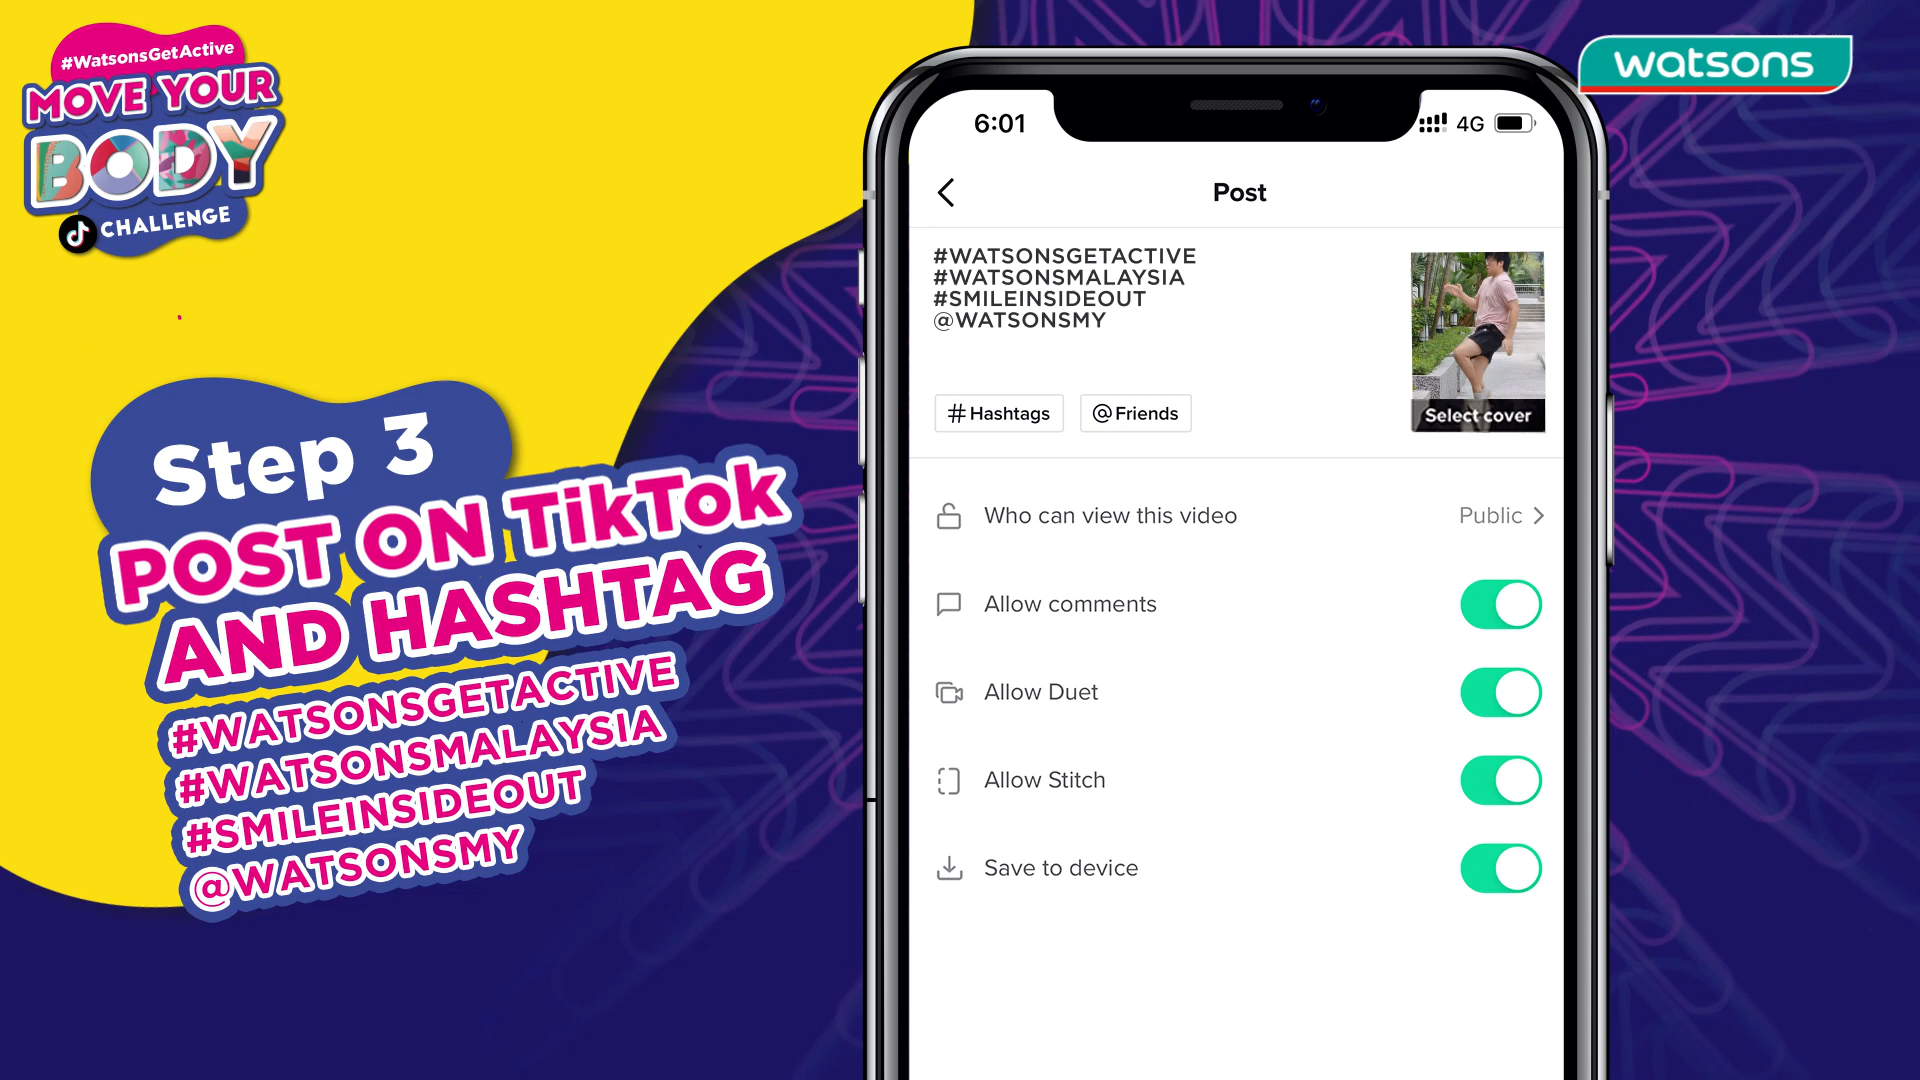 #WatsonsGetActive
MOVE YOUR
BODY
CHALLENGE
watsons
Step 3
POST ON TikTok
AND HASHTAG
#WATSONSGETACTIVE
#WATSONSMALAYSIA
#SMILEINSIDEOUT
@WATSONSMY
6:01
4G
Post
#WATSONSGETACTIVE
#WATSONSMALAYSIA
#SMILEINSIDEOUT
@WATSONSMY
# Hashtags
@ Friends
Select cover
Who can view this video
Public
Allow comments
Allow Duet
Allow Stitch
Save to device